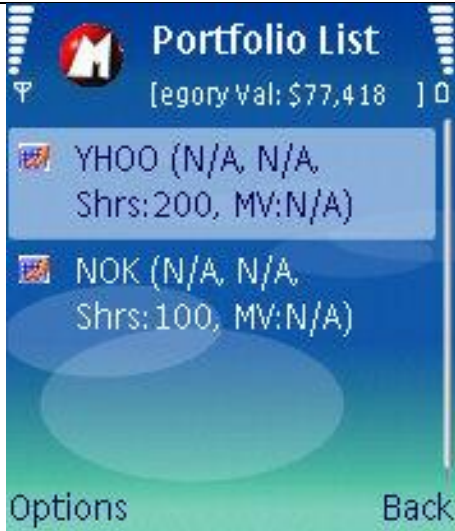 Portfolio List
[egory Val: $77,418 ]
YHOO (N/A, N/A,
Shrs:200, MV:N/A)
NOK (N/A, N/A,
Shrs:100, MV:N/A)
Options Back